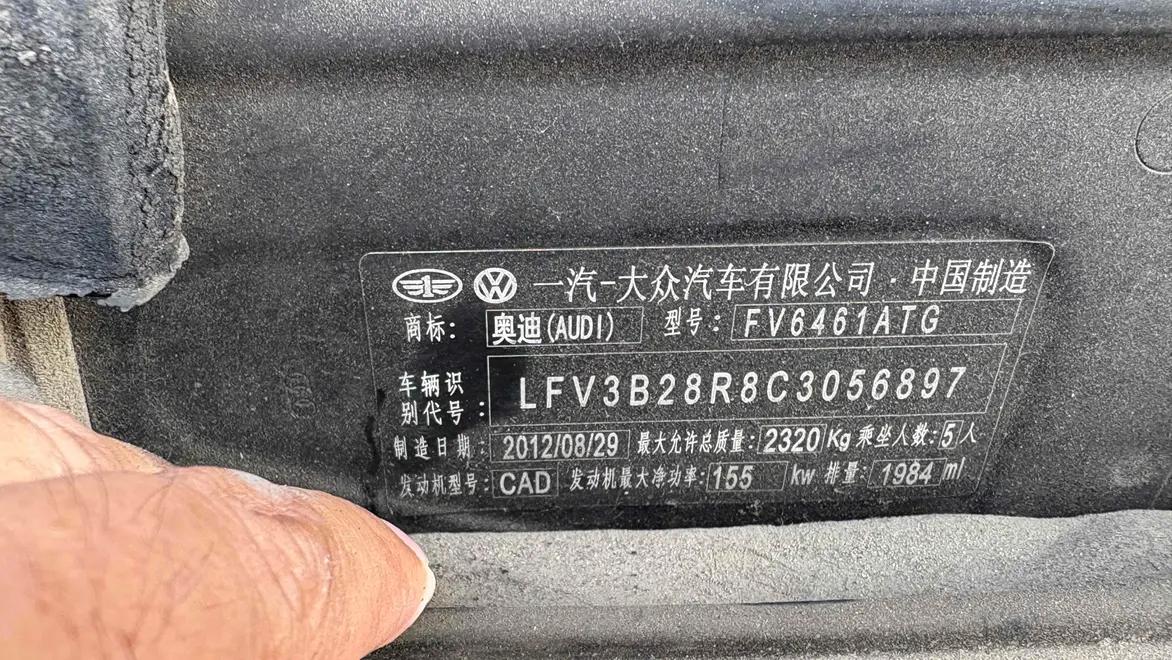 一汽-大众汽车有限公司·中国制造
商标: 奥迪(AUDI) 型号: FV6461ATG
车辆识
别代号: LFV3B28R8C3056897
制造日期: 2012/08/29 最大允许总质量: 2320 Kg 乘坐人数: 5 人
发动机型号: CAD 发动机最大净功率: 155 kw 排量: 1984 ml